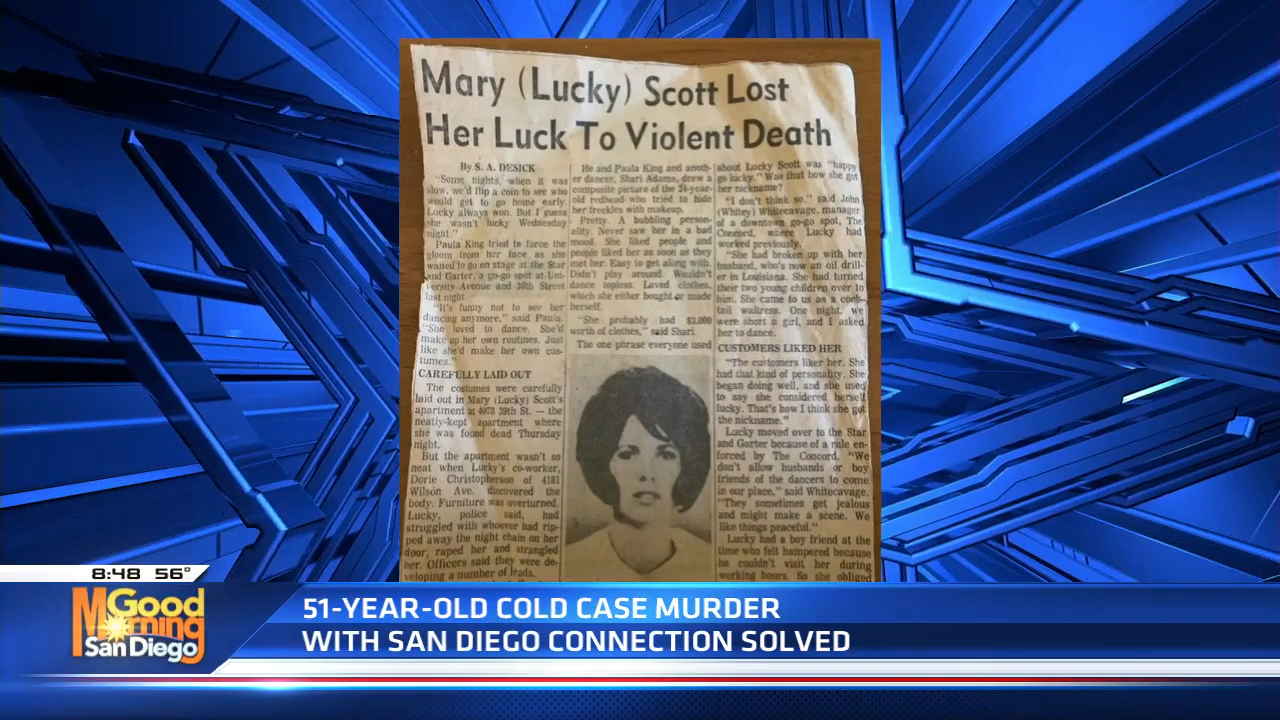 Mary (Lucky) Scott Lost
Her Luck To Violent Death
By S. A. DESICK
"Some nights, when it was
slow, we'd flip a coin to see who
would get to go home early.
Lucky always won. But I guess
she wasn't lucky Wednesday
night."
Paula King tried to force the
gloom from her face as she
waited to go on stage at the Star
and Garter, a go-go spot at Uni-
versity Avenue and 39th Street
last night.
"It's funny not to see her
dancing anymore," said Paula.
"She loved to dance. She'd
make up her own routines. Just
like she'd make her own cos-
tumes."
CAREFULLY LAID OUT
The costumes were carefully
laid out in Mary (Lucky) Scott's
apartment at 4078 39th St. — the
neatly-kept apartment where
she was found dead Thursday
night.
But the apartment wasn't so
neat when Lucky's co-worker,
Dorie Christopherson of 4181
Wilson Ave. discovered the
body. Furniture was overturned.
Lucky, police said, had
struggled with whoever had rip-
ped away the night chain on her
door, raped her and strangled
her. Officers said they were de-
veloping a number of leads.
He and Paula King and anoth-
er dancer, Shari Adams, drew a
composite picture of the 24-year-
old redhead who tried to hide
her freckles with makeup.
Pretty. A bubbling person-
ality. Never saw her in a bad
mood. She liked people and
people liked her as soon as they
met her. Easy to get along with.
Didn't play around. Wouldn't
dance topless. Loved clothes,
which she either bought or made
herself.
"She probably had $3,000
worth of clothes," said Shari.
The one phrase everyone used
about Lucky Scott was "happy
go lucky." Was that how she got
her nickname?
"I don't think so," said John
(Whitey) Whitecavage, manager
of a downtown go-go spot, The
Concord, where Lucky had
worked previously.
"She had broken up with her
husband, who's now an oil drill-
er in Louisiana. She had turned
their two young children over to
him. She came to us as a cock-
tail waitress. One night, we
were short a girl, and I asked
her to dance.
CUSTOMERS LIKED HER
"The customers liker her. She
had that kind of personality. She
began doing well, and she used
to say she considered herself
lucky. That's how I think she got
the nickname."
Lucky moved over to the Star
and Garter because of a rule en-
forced by The Concord. "We
don't allow husbands or boy
friends of the dancers to come
in our place," said Whitecavage.
"They sometimes get jealous
and might make a scene. We
like things peaceful."
Lucky had a boy friend at the
time who felt hampered because
he couldn't visit her during
working hours. So she obliged
8:48 56°
Good
Morning
San Diego
51-YEAR-OLD COLD CASE MURDER
WITH SAN DIEGO CONNECTION SOLVED